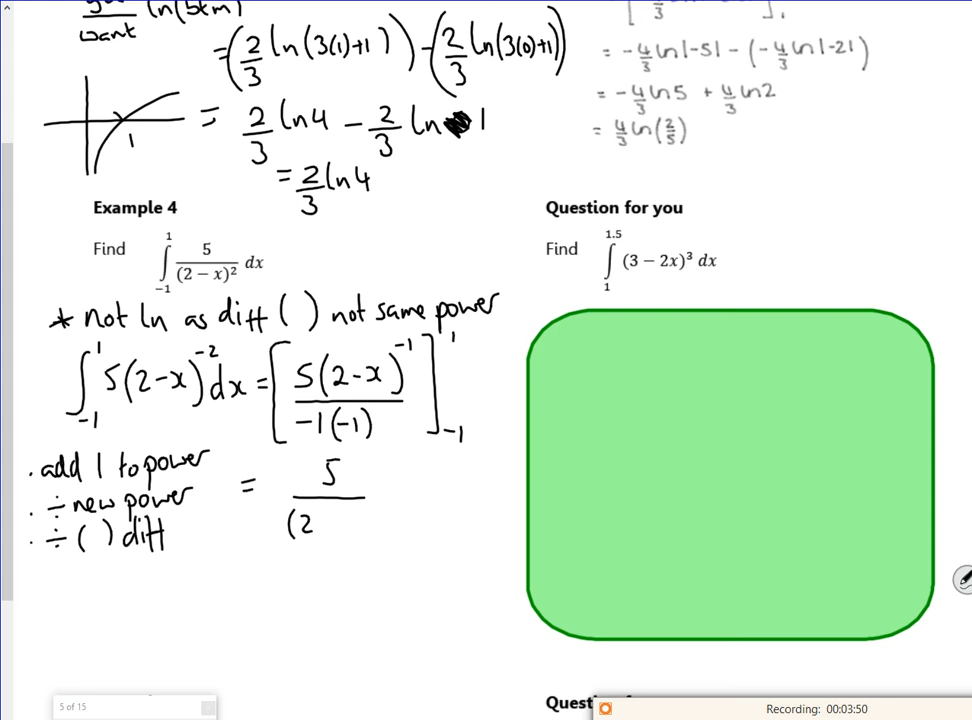 want ln(btm)
= (2/3 ln(3(1)+1)) - (2/3 ln(3(0)+1))
1
= 2/3 ln4 - 2/3 ln 1
= 2/3 ln4
3
= -4/3 ln|-5| - (-4/3 ln|-2|)
= -4/3 ln5 + 4/3 ln2
= 4/3 ln(2/5)
Example 4
Find ∫_{-1}^{1} 5/(2 − x)² dx
* not ln as diff ( ) not same power
∫_{-1}^{1} 5(2-x)^{-2} dx = [5(2-x)^{-1} / -1(-1)]_{-1}^{1}
. add 1 to power
. ÷ new power
. ÷ ( ) diff
= 5/(2
Question for you
Find ∫_{1}^{1.5} (3 − 2x)³ dx
5 of 15
Recording: 00:03:50